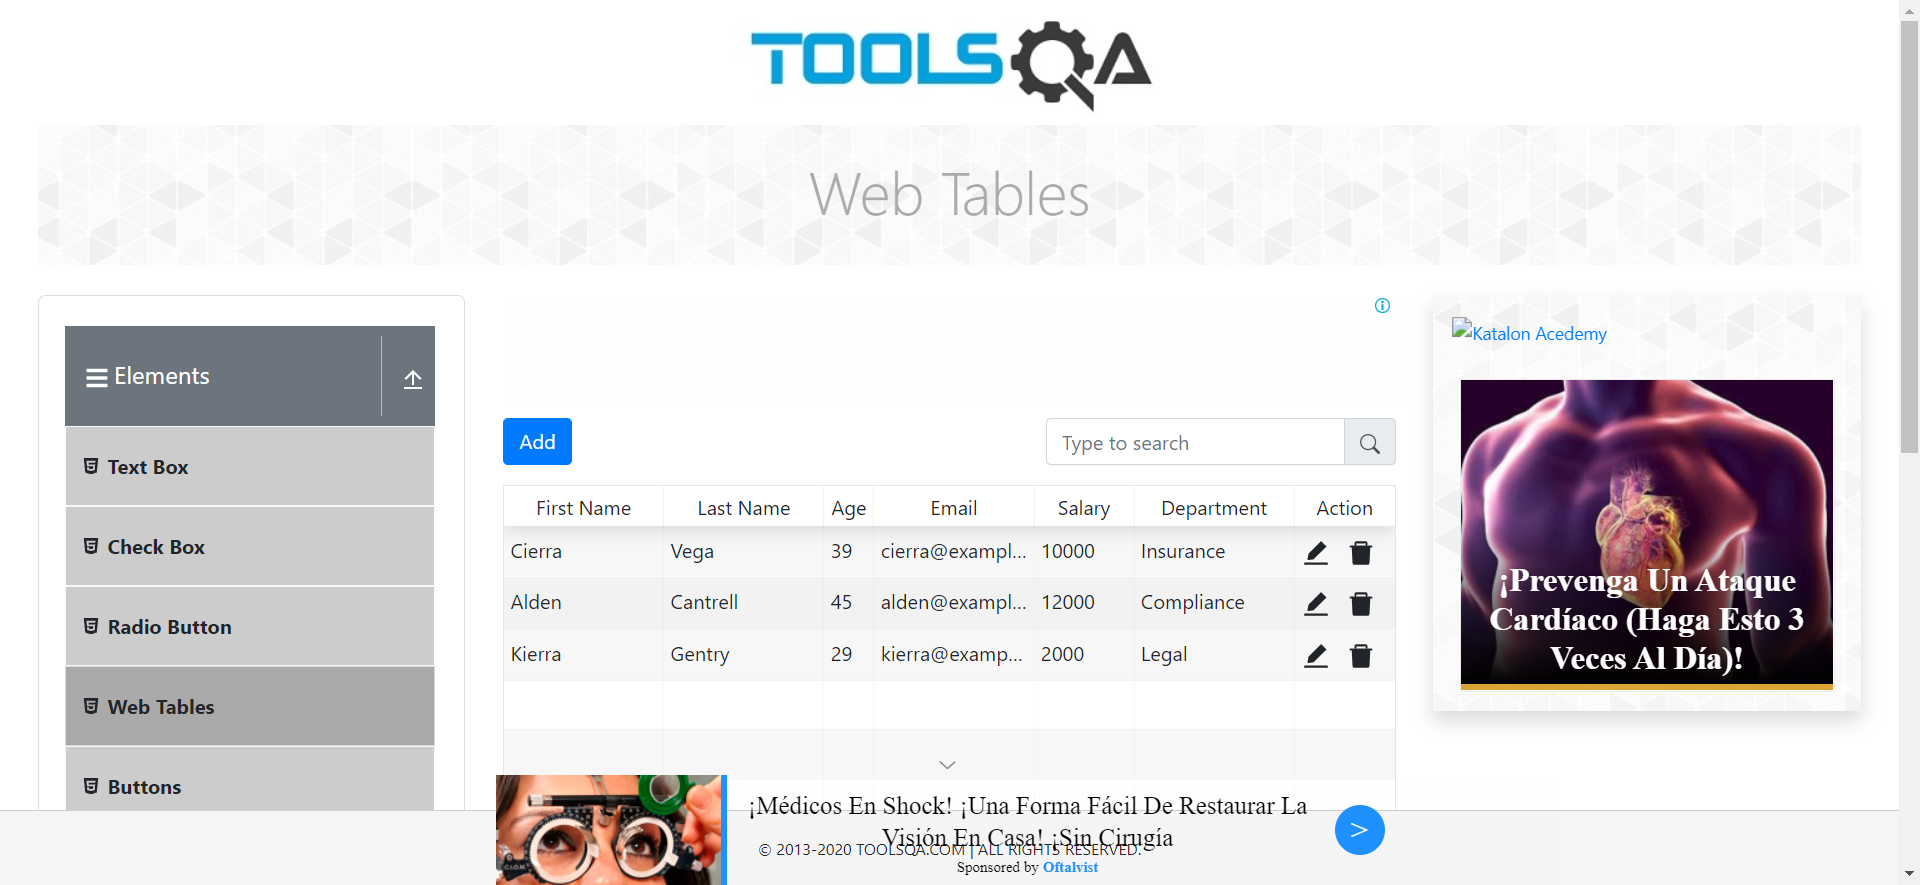 TOOLSQA
Web Tables
Elements
Text Box
Check Box
Radio Button
Web Tables
Buttons
Add
Type to search
First Name Last Name Age Email Salary Department Action
Cierra Vega 39 cierra@exampl... 10000 Insurance
Alden Cantrell 45 alden@exampl... 12000 Compliance
Kierra Gentry 29 kierra@examp... 2000 Legal
Katalon Acedemy
¡Prevenga Un Ataque
Cardíaco (Haga Esto 3
Veces Al Día)!
¡Médicos En Shock! ¡Una Forma Fácil De Restaurar La
Visión En Casa! ¡Sin Cirugía
© 2013-2020 TOOLSQA.COM | ALL RIGHTS RESERVED.
Sponsored by Oftalvist
>